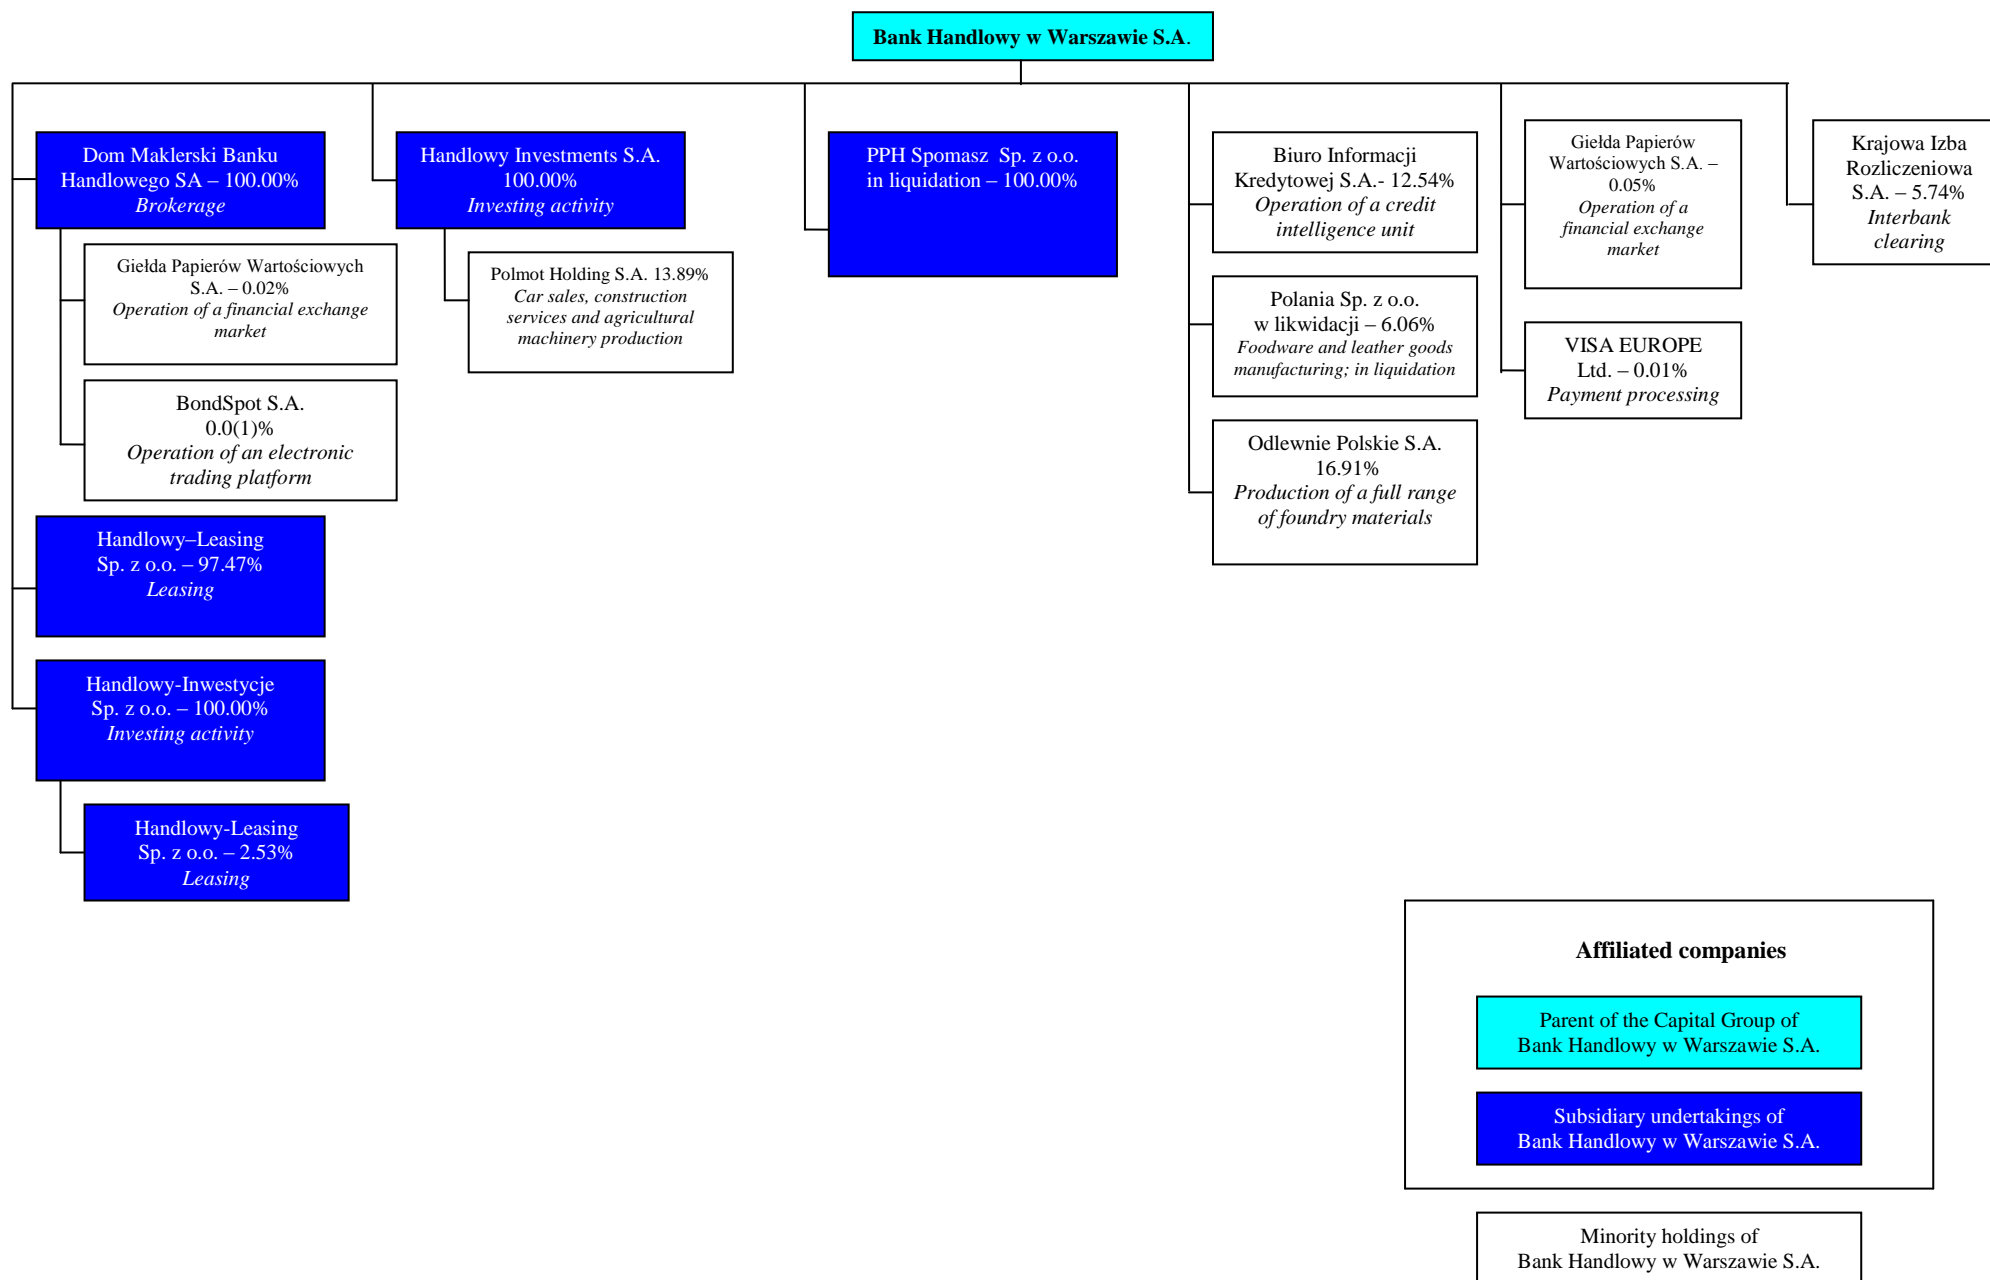 Bank Handlowy w Warszawie S.A.
Dom Maklerski Banku
Handlowego SA – 100.00%
Brokerage
Giełda Papierów Wartościowych
S.A. – 0.02%
Operation of a financial exchange
market
BondSpot S.A.
0.0(1)%
Operation of an electronic
trading platform
Handlowy–Leasing
Sp. z o.o. – 97.47%
Leasing
Handlowy-Inwestycje
Sp. z o.o. – 100.00%
Investing activity
Handlowy-Leasing
Sp. z o.o. – 2.53%
Leasing
Handlowy Investments S.A.
100.00%
Investing activity
Polmot Holding S.A. 13.89%
Car sales, construction
services and agricultural
machinery production
PPH Spomasz Sp. z o.o.
in liquidation – 100.00%
Biuro Informacji
Kredytowej S.A.- 12.54%
Operation of a credit
intelligence unit
Polania Sp. z o.o.
w likwidacji – 6.06%
Foodware and leather goods
manufacturing; in liquidation
Odlewnie Polskie S.A.
16.91%
Production of a full range
of foundry materials
Giełda Papierów
Wartościowych S.A. –
0.05%
Operation of a
financial exchange
market
VISA EUROPE
Ltd. – 0.01%
Payment processing
Krajowa Izba
Rozliczeniowa
S.A. – 5.74%
Interbank
clearing
Affiliated companies
Parent of the Capital Group of
Bank Handlowy w Warszawie S.A.
Subsidiary undertakings of
Bank Handlowy w Warszawie S.A.
Minority holdings of
Bank Handlowy w Warszawie S.A.